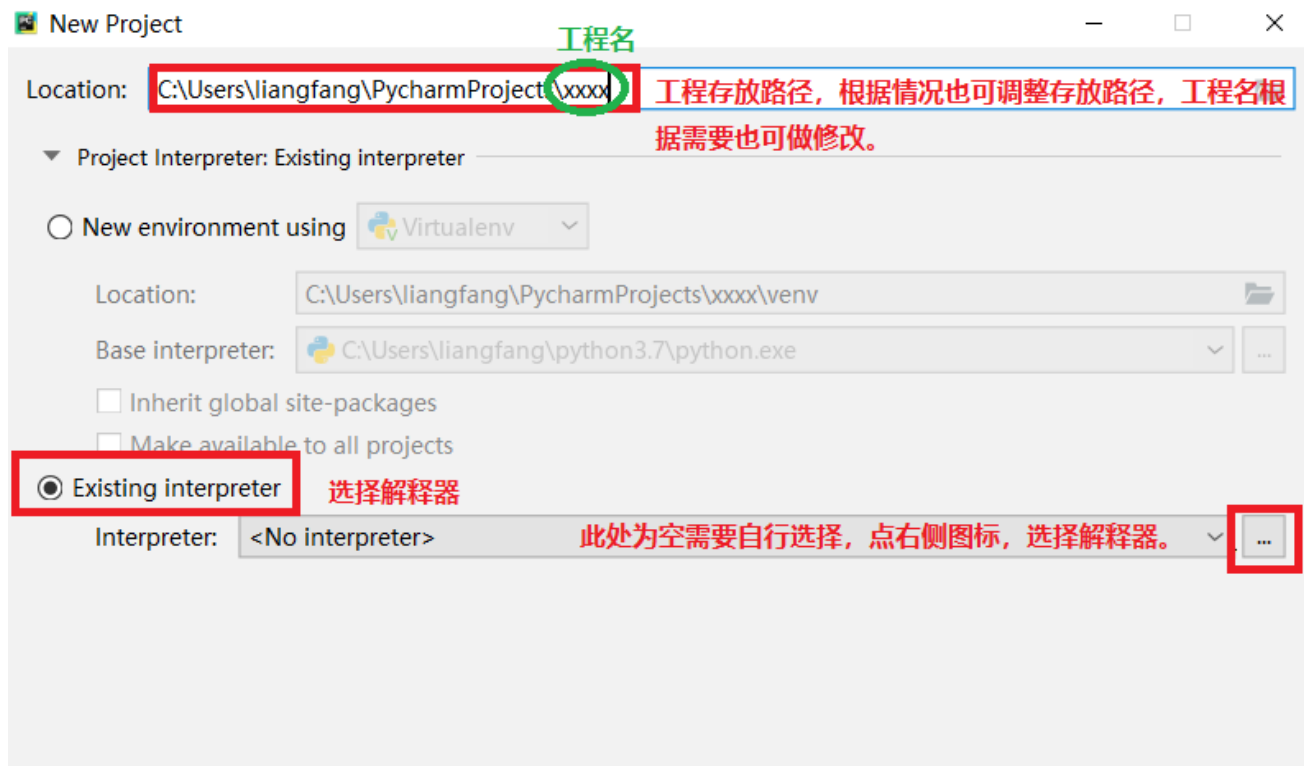 New Project
工程名
Location: C:\Users\liangfang\PycharmProject \xxxx 工程存放路径，根据情况也可调整存放路径，工程名根
据需要也可做修改。
Project Interpreter: Existing interpreter
New environment using Virtualenv
Location: C:\Users\liangfang\PycharmProjects\xxxx\venv
Base interpreter: C:\Users\liangfang\python3.7\python.exe ...
Inherit global site-packages
Make available to all projects
Existing interpreter 选择解释器
Interpreter: <No interpreter> 此处为空需要自行选择，点右侧图标，选择解释器。 ...